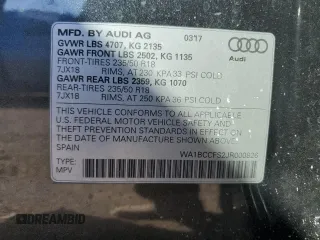 MFD. BY AUDI AG 0317
GVWR LBS 4707, KG 2135
GAWR FRONT LBS 2502, KG 1135
FRONT-TIRES 235/60 R18
7JX18 RIMS, AT 230 KPA 33 PSI COLD
GAWR REAR LBS 2359, KG 1070
REAR-TIRES 235/60 R18
7JX18 RIMS, AT 250 KPA 36 PSI COLD
THIS VEHICLE CONFORMS TO ALL APPLICABLE
FEDERAL MOTOR VEHICLE SAFETY, BUMPER
AND THEFT PREVENTION STANDARDS IN EFFECT ON THE
DATE OF MANUFACTURE SHOWN ABOVE.
SPAIN
TYPE:
MPV
Audi
DREAMBID